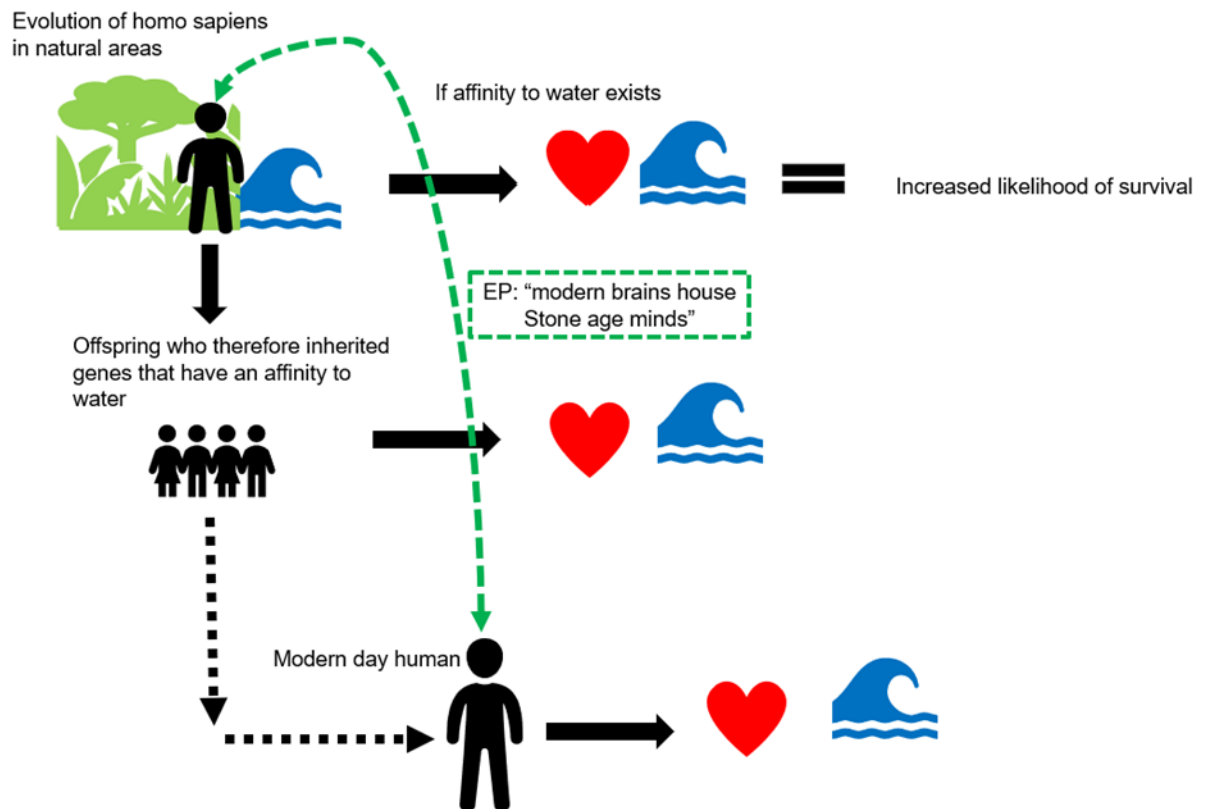 Evolution of homo sapiens
in natural areas
If affinity to water exists
Increased likelihood of survival
EP: “modern brains house
Stone age minds”
Offspring who therefore inherited
genes that have an affinity to
water
Modern day human